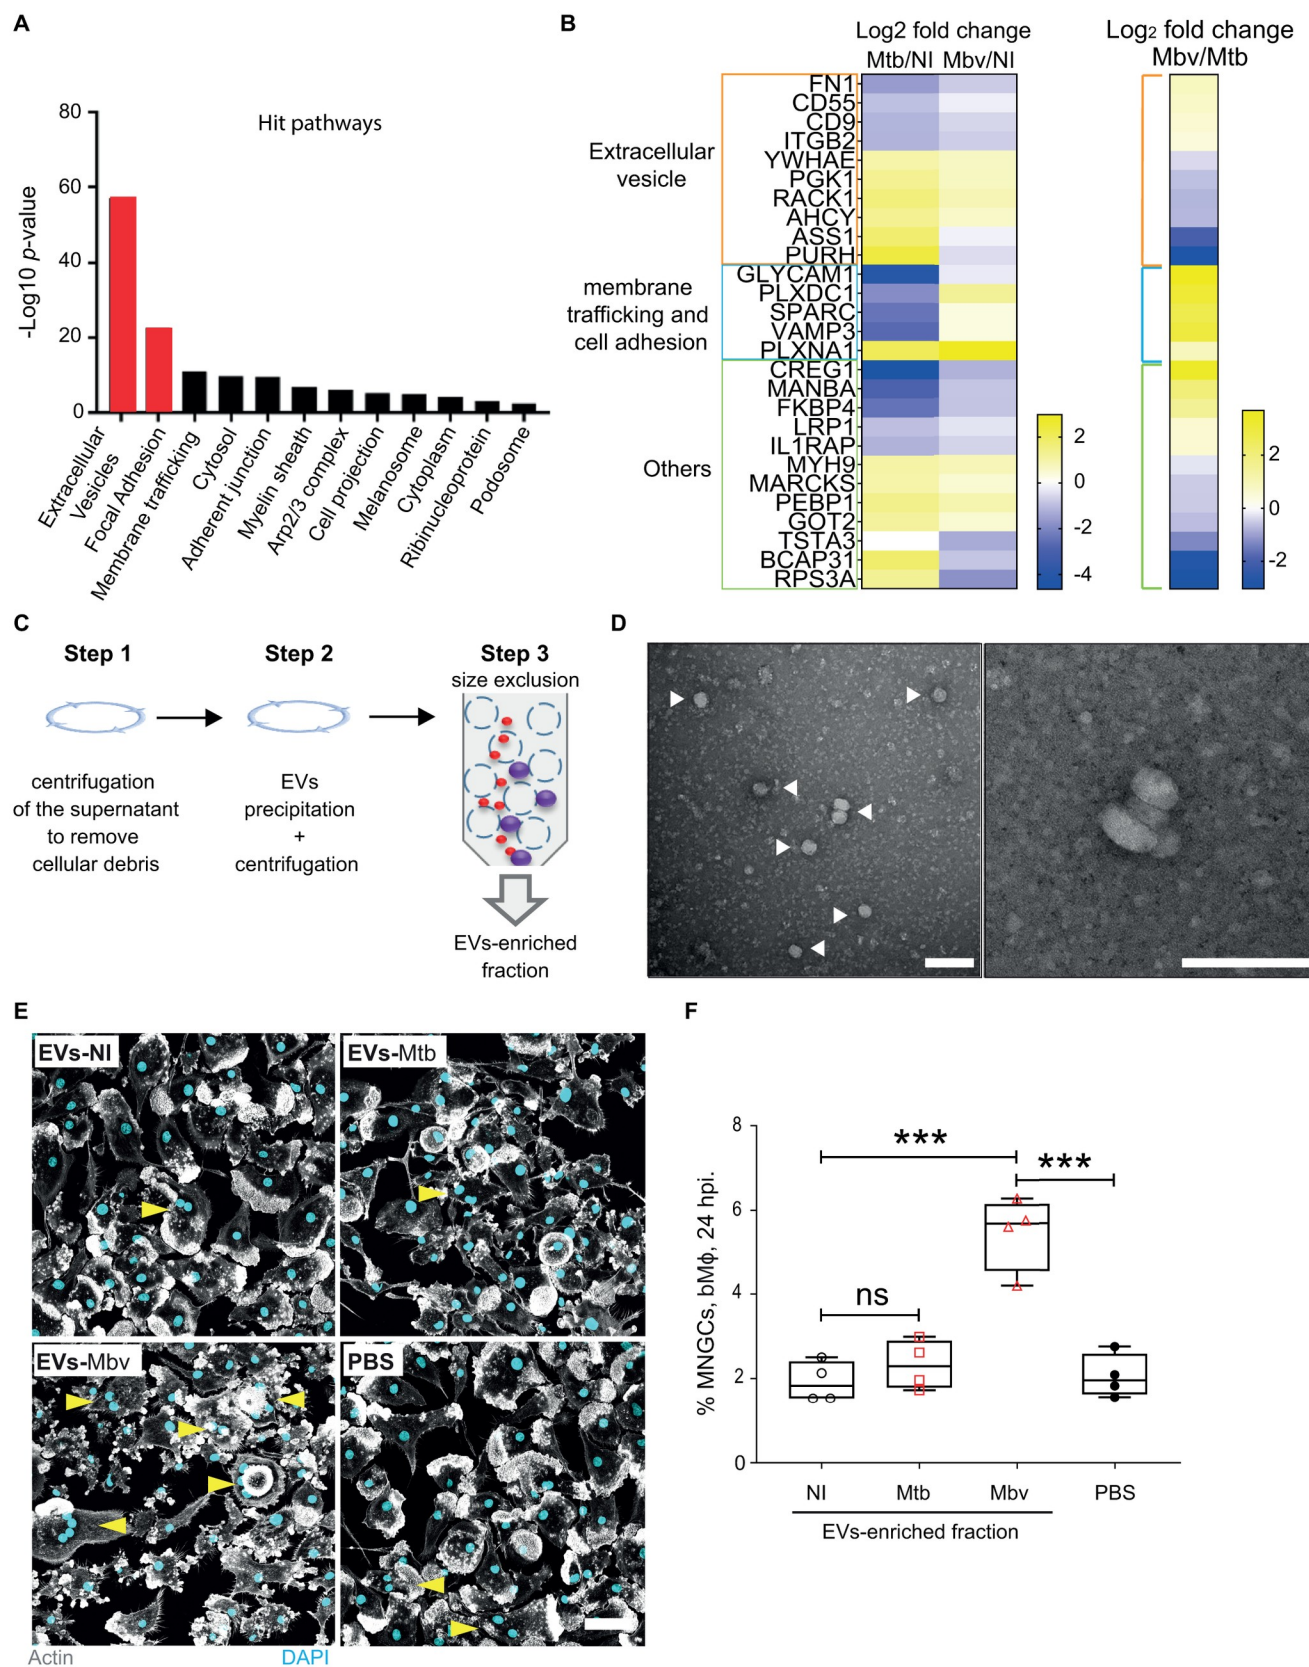 A
Hit pathways
-Log10 p-value
80
60
40
20
0
Extracellular
Vesicles
Focal Adhesion
Membrane trafficking
Cytosol
Adherent junction
Myelin sheath
Arp2/3 complex
Cell projection
Melanosome
Cytoplasm
Ribinucleoprotein
Podosome
B
Log2 fold change
Mtb/NI Mbv/NI
Log2 fold change
Mbv/Mtb
Extracellular
vesicle
FN1
CD55
CD9
ITGB2
YWHAE
PGK1
RACK1
AHCY
ASS1
PURH
membrane
trafficking and
cell adhesion
GLYCAM1
PLXDC1
SPARC
VAMP3
PLXNA1
Others
CREG1
MANBA
FKBP4
LRP1
IL1RAP
MYH9
MARCKS
PEBP1
GOT2
TSTA3
BCAP31
RPS3A
2
0
-2
-4
2
0
-2
C
Step 1
centrifugation
of the supernatant
to remove
cellular debris
Step 2
EVs
precipitation
+
centrifugation
Step 3
size exclusion
EVs-enriched
fraction
D
E
EVs-NI
EVs-Mtb
EVs-Mbv
PBS
Actin
DAPI
F
% MNGCs, bMϕ, 24 hpi.
8
6
4
2
0
***
***
ns
NI
Mtb
Mbv
PBS
EVs-enriched fraction